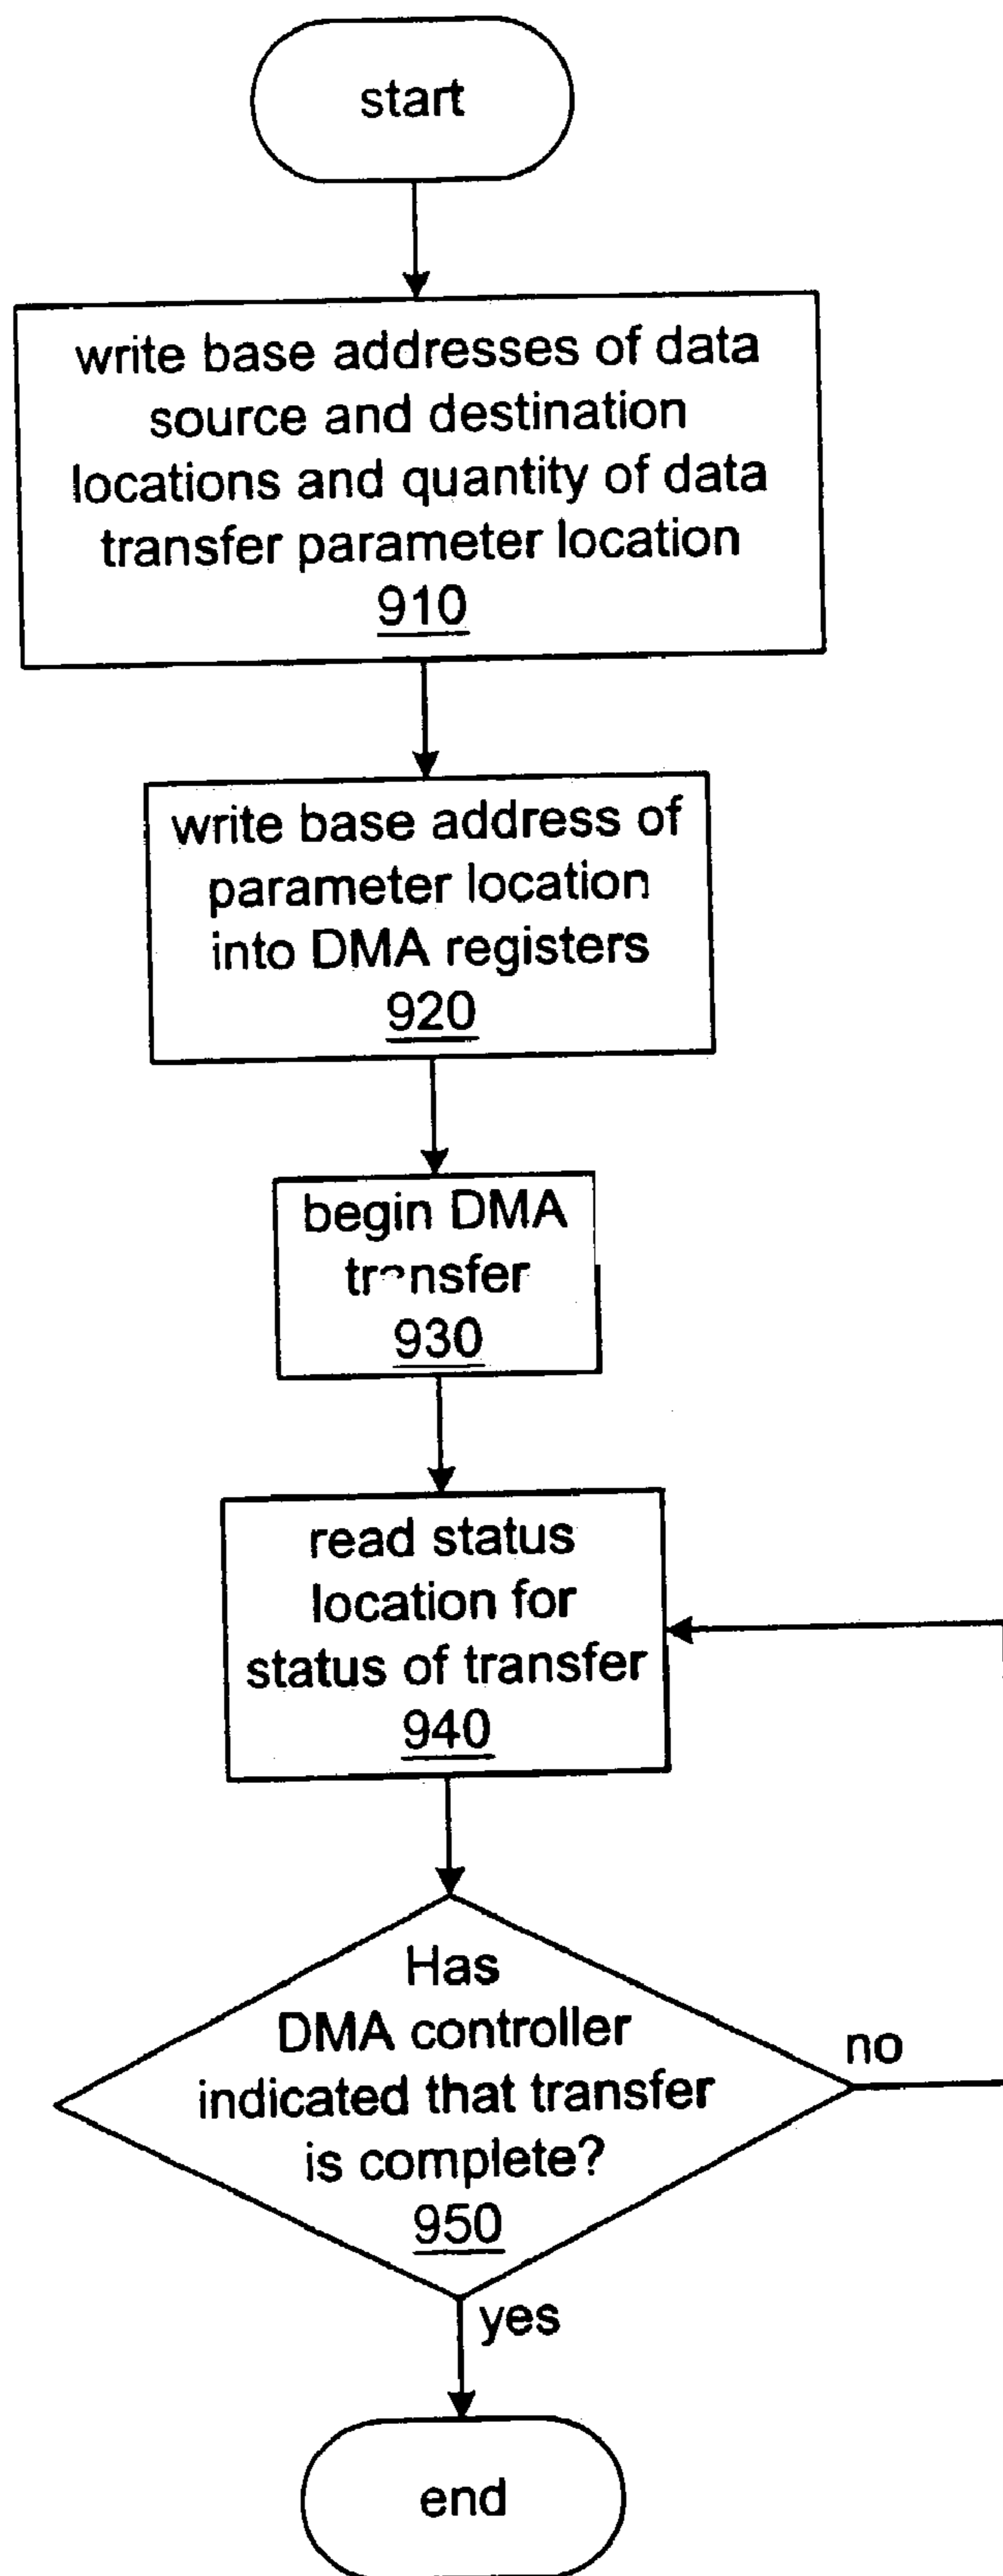 start
write base addresses of data
source and destination
locations and quantity of data
transfer parameter location
910
write base address of
parameter location
into DMA registers
920
begin DMA
transfer
930
read status
location for
status of transfer
940
Has
DMA controller
indicated that transfer
is complete?
950
no
yes
end